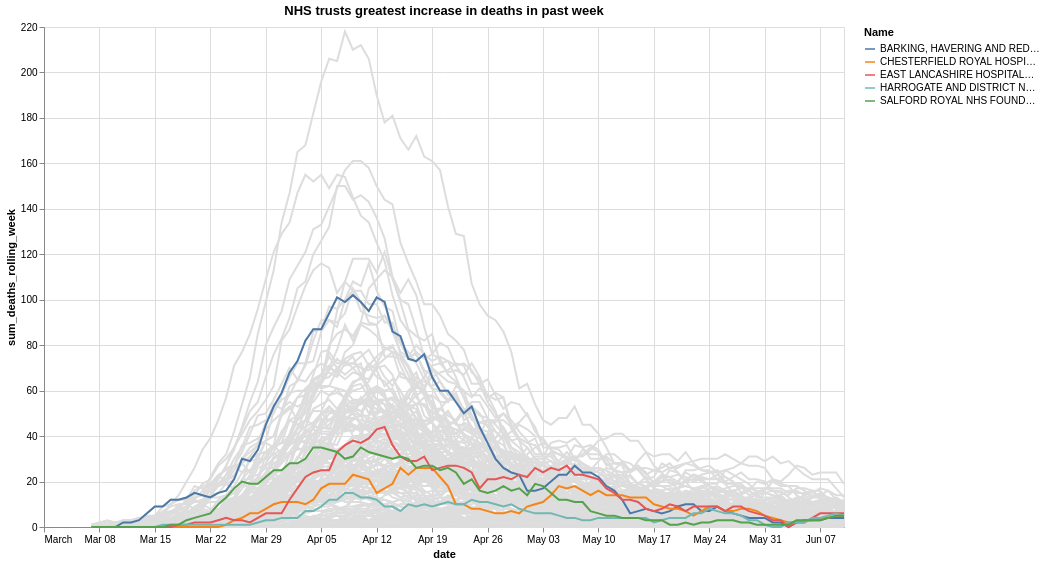 NHS trusts greatest increase in deaths in past week
220
200
180
160
140
120
100
80
60
40
20
0
sum_deaths_rolling_week
March Mar 08 Mar 15 Mar 22 Mar 29 Apr 05 Apr 12 Apr 19 Apr 26 May 03 May 10 May 17 May 24 May 31 Jun 07
date
Name
BARKING, HAVERING AND RED…
CHESTERFIELD ROYAL HOSPI…
EAST LANCASHIRE HOSPITAL…
HARROGATE AND DISTRICT N…
SALFORD ROYAL NHS FOUND…